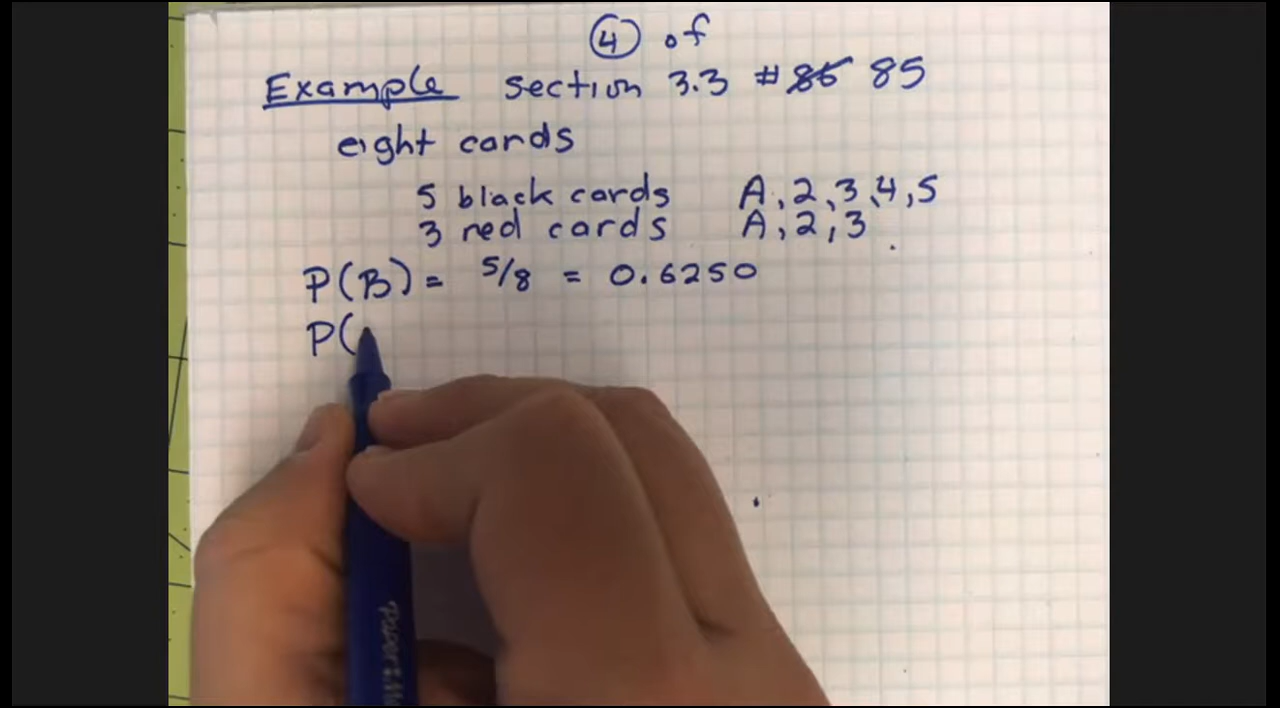 ④ of
Example section 3.3 # 85
eight cards
5 black cards A, 2, 3, 4, 5
3 red cards A, 2, 3
P(B) = 5/8 = 0.6250
P(